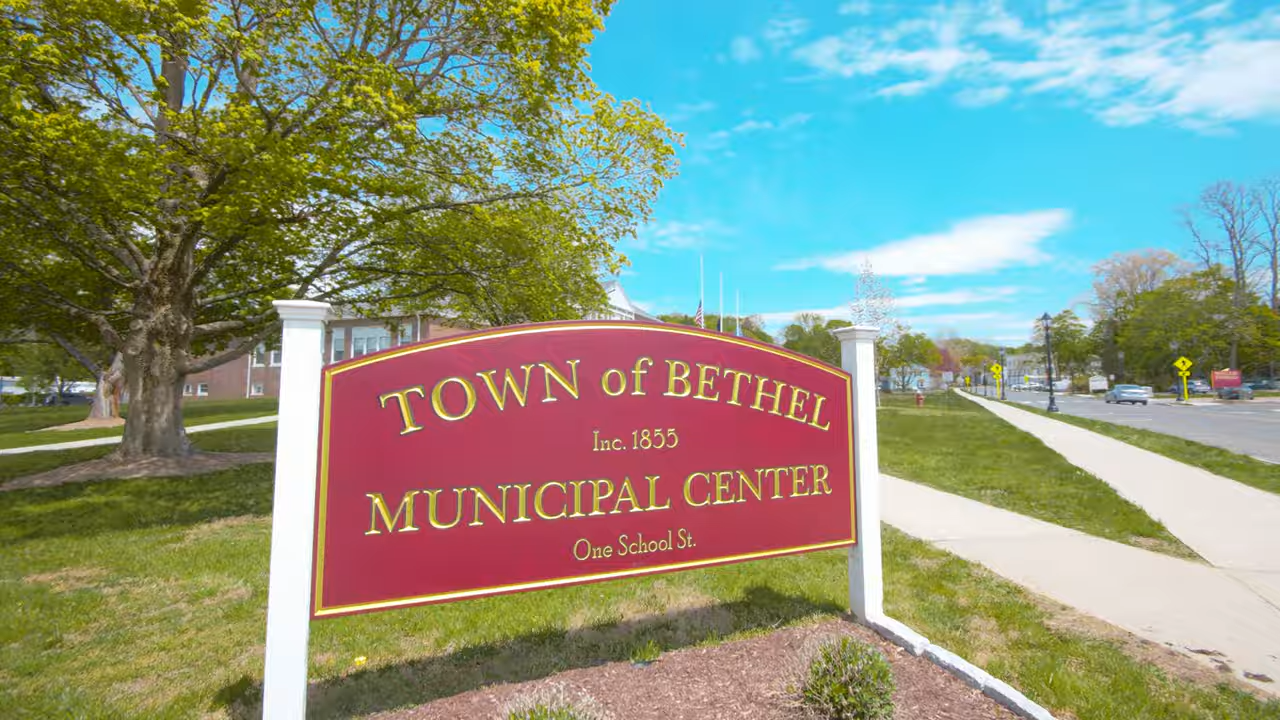 TOWN of BETHEL
Inc. 1855
MUNICIPAL CENTER
One School St.